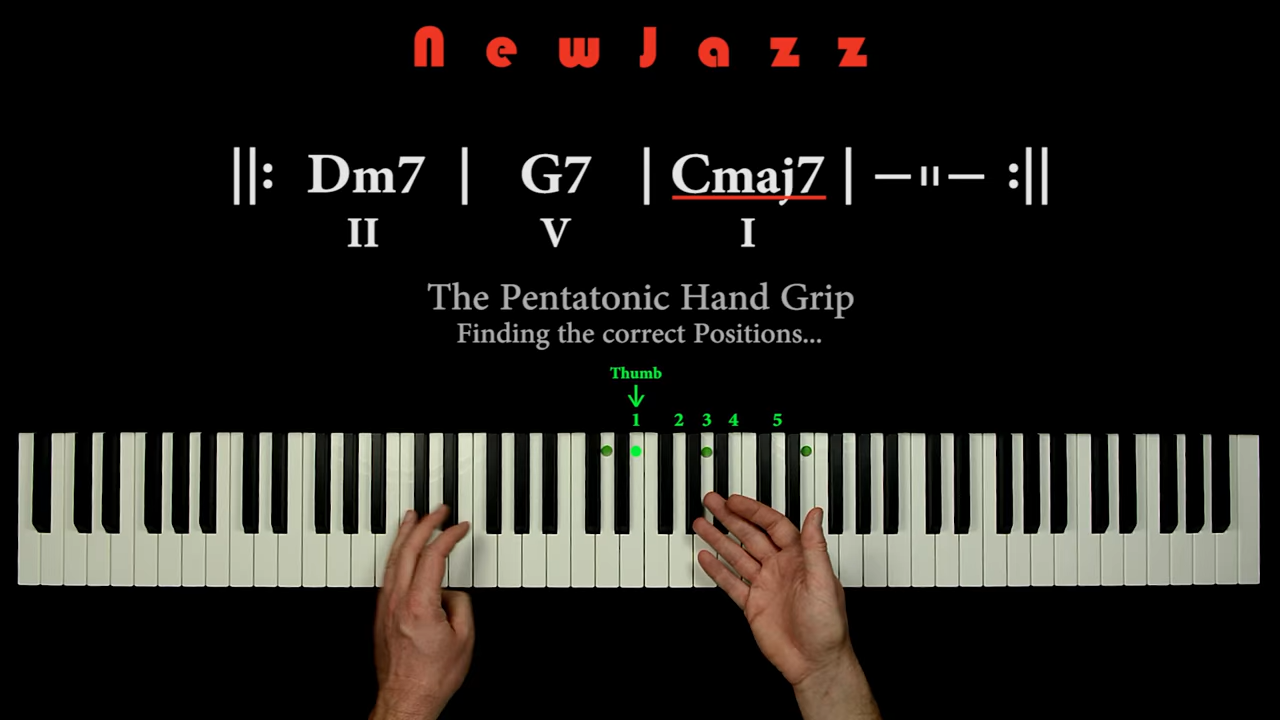 NewJazz
||: Dm7 | G7 | Cmaj7 | –ıı– :||
II V I
The Pentatonic Hand Grip
Finding the correct Positions...
Thumb
1 2 3 4 5